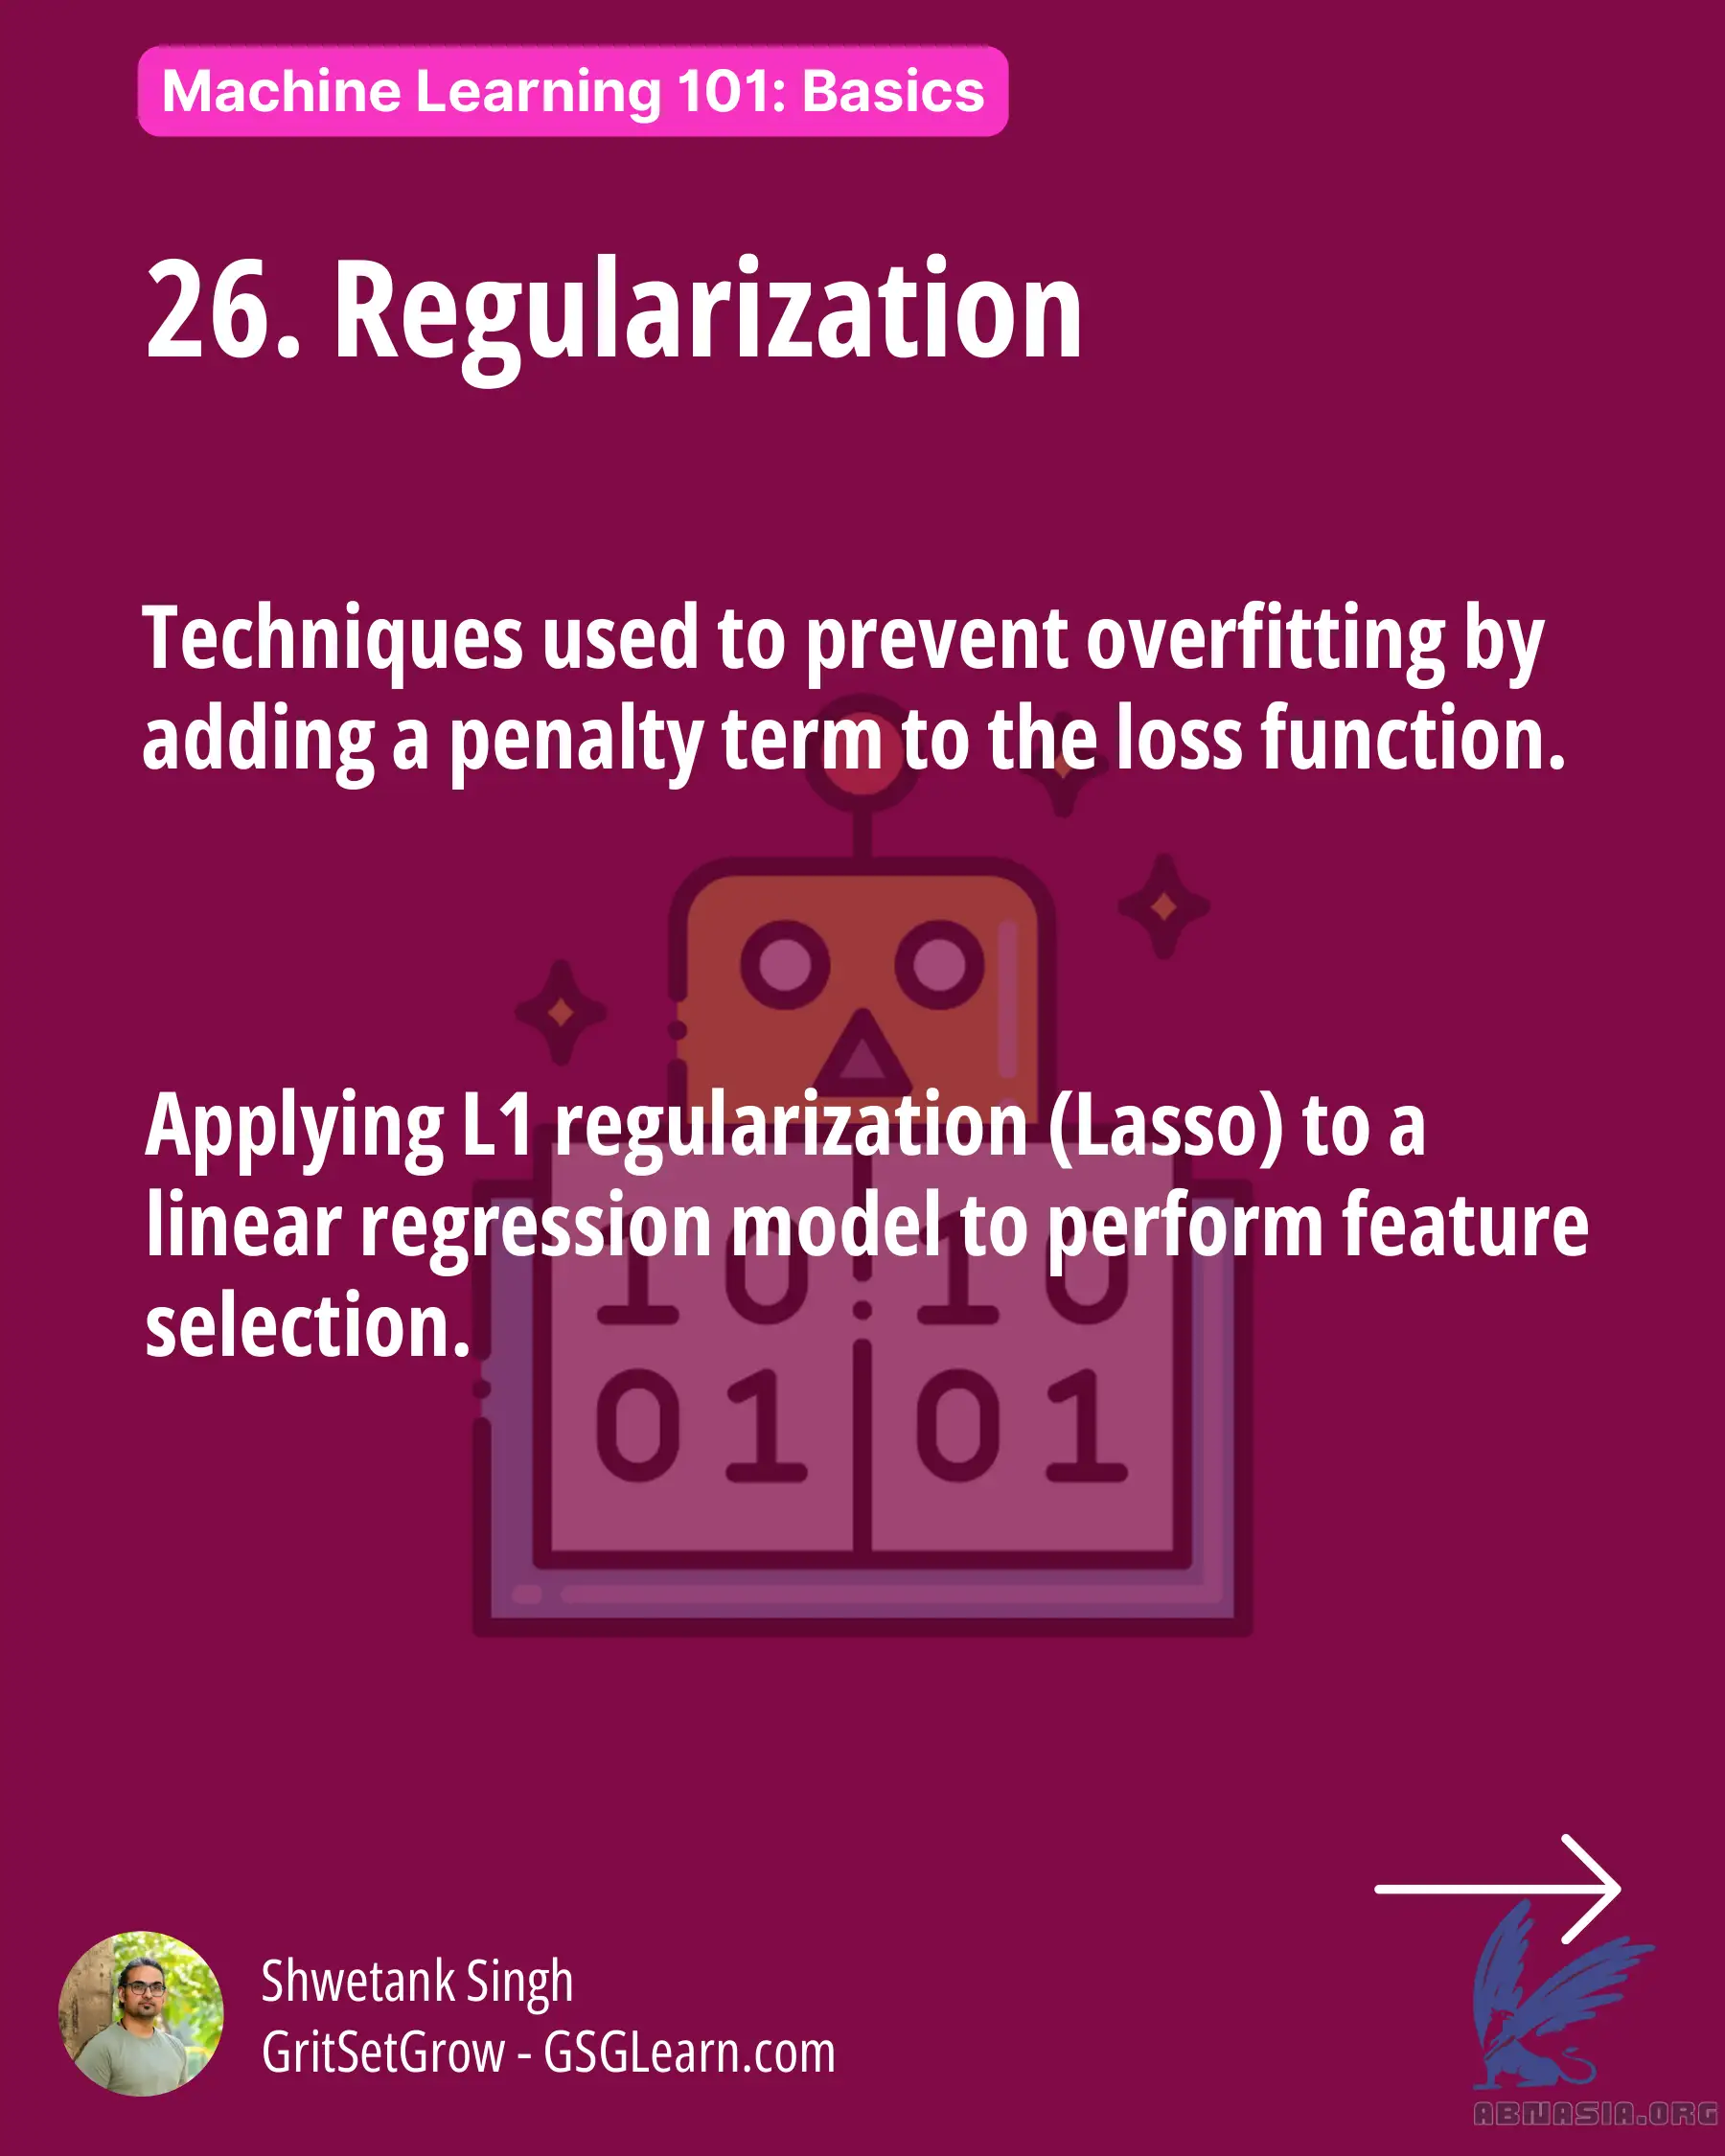 Machine Learning 101: Basics
26. Regularization
Techniques used to prevent overfitting by
adding a penalty term to the loss function.
Applying L1 regularization (Lasso) to a
linear regression model to perform feature
selection.
10 10
01 01
Shwetank Singh
GritSetGrow - GSGLearn.com
ABNASIA.ORG